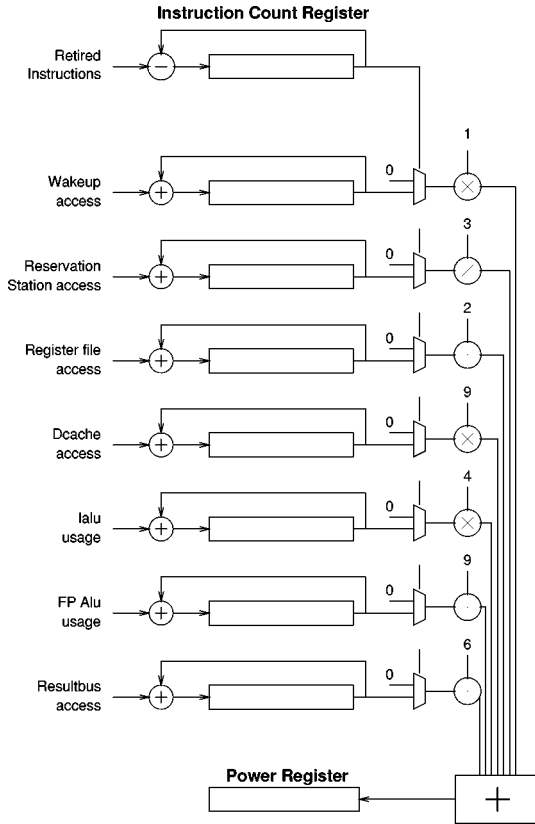 Instruction Count Register
Retired
Instructions
−
1
0
Wakeup
access
+
×
3
0
Reservation
Station access
+
/
2
0
Register file
access
+
·
9
0
Dcache
access
+
×
4
0
Ialu
usage
+
×
9
0
FP Alu
usage
+
·
6
0
Resultbus
access
+
·
Power Register
+